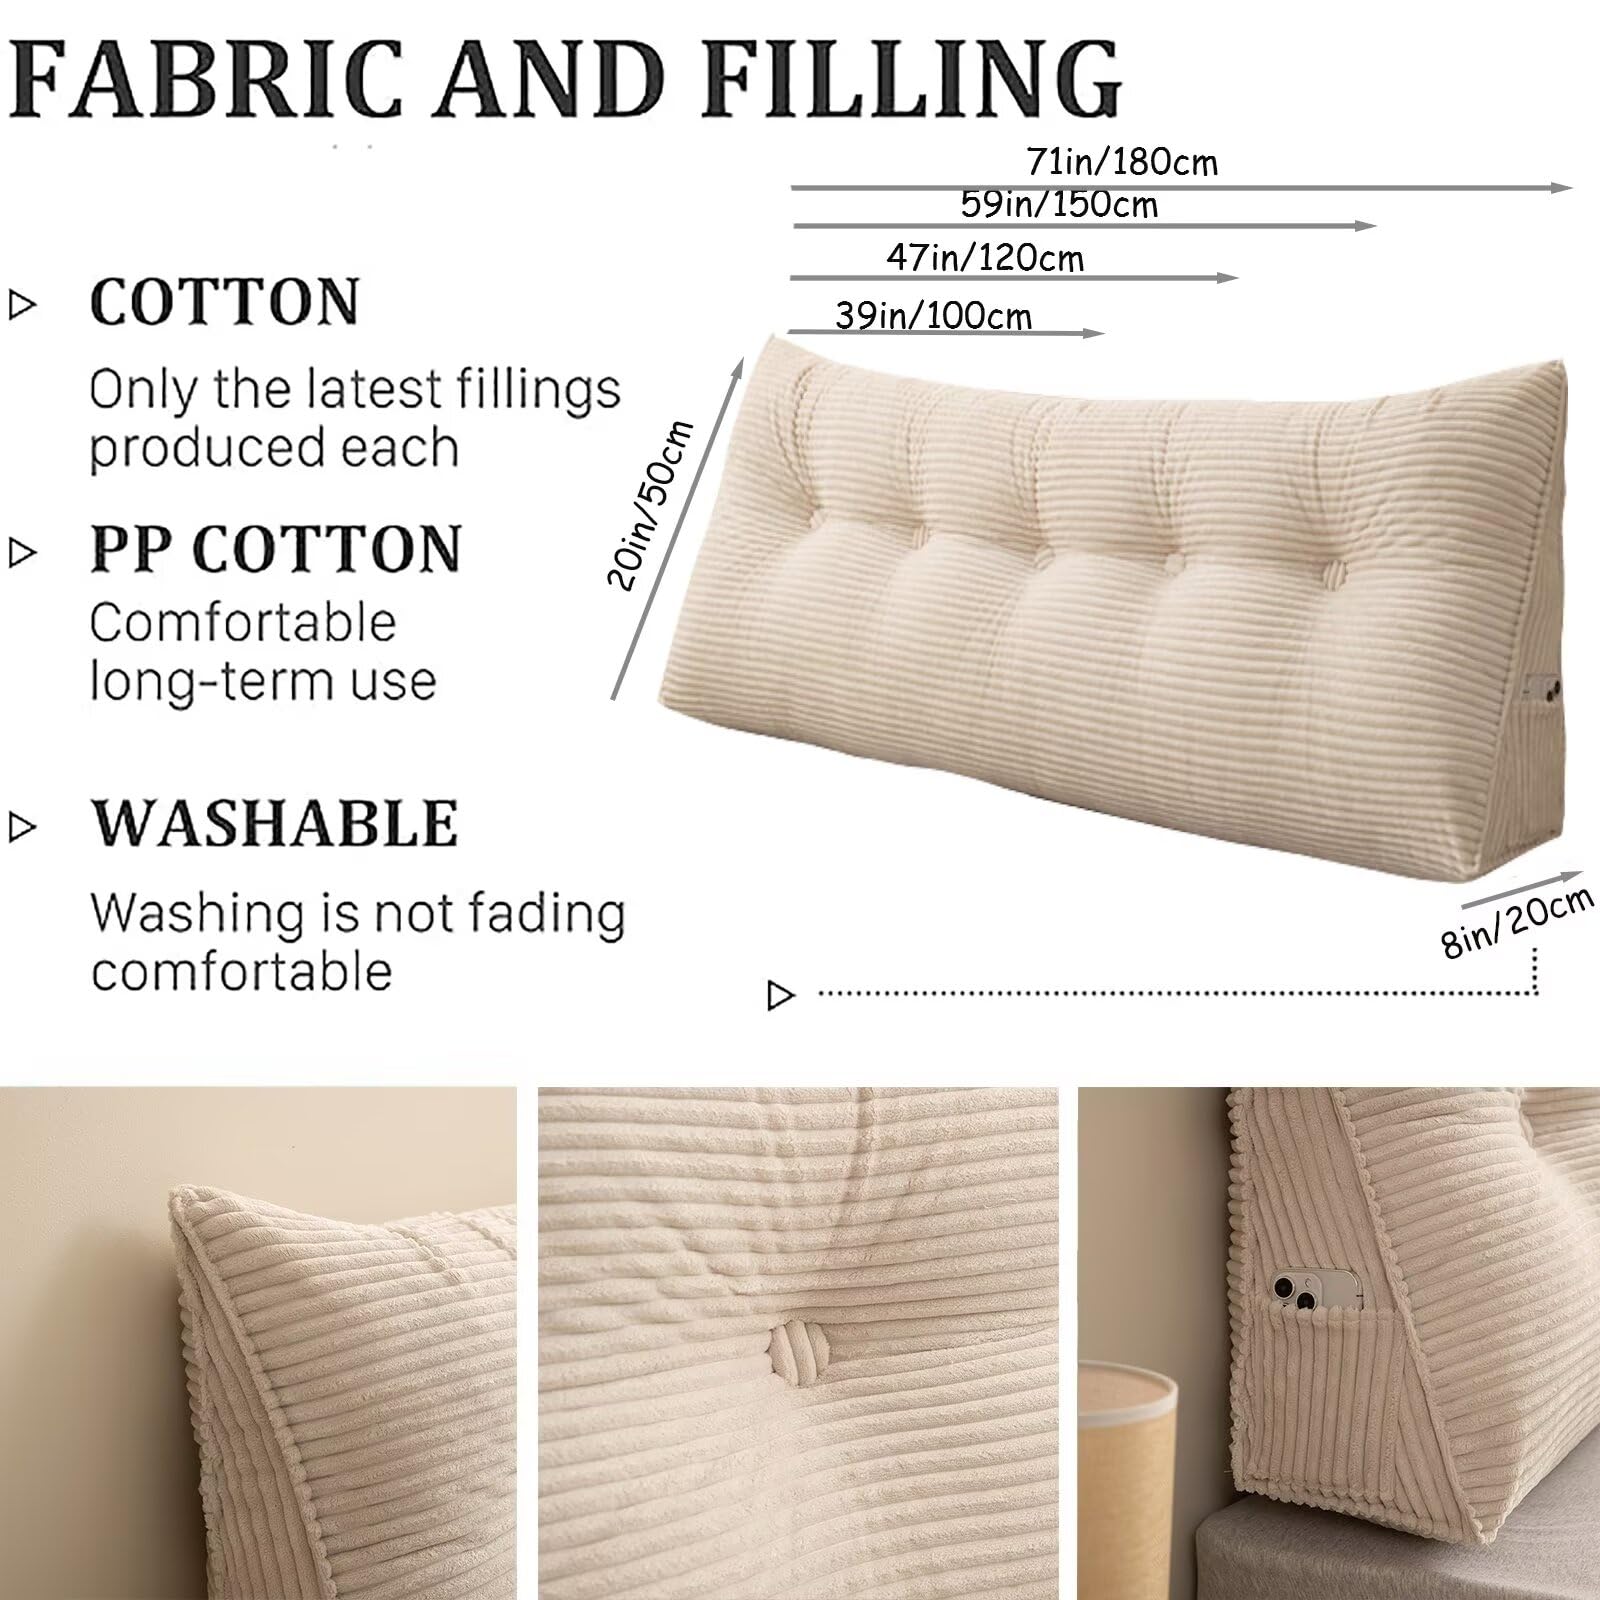 FABRIC AND FILLING
71in/180cm
59in/150cm
47in/120cm
39in/100cm
20in/50cm
COTTON
Only the latest fillings
produced each
PP COTTON
Comfortable
long-term use
WASHABLE
Washing is not fading
comfortable
8in/20cm